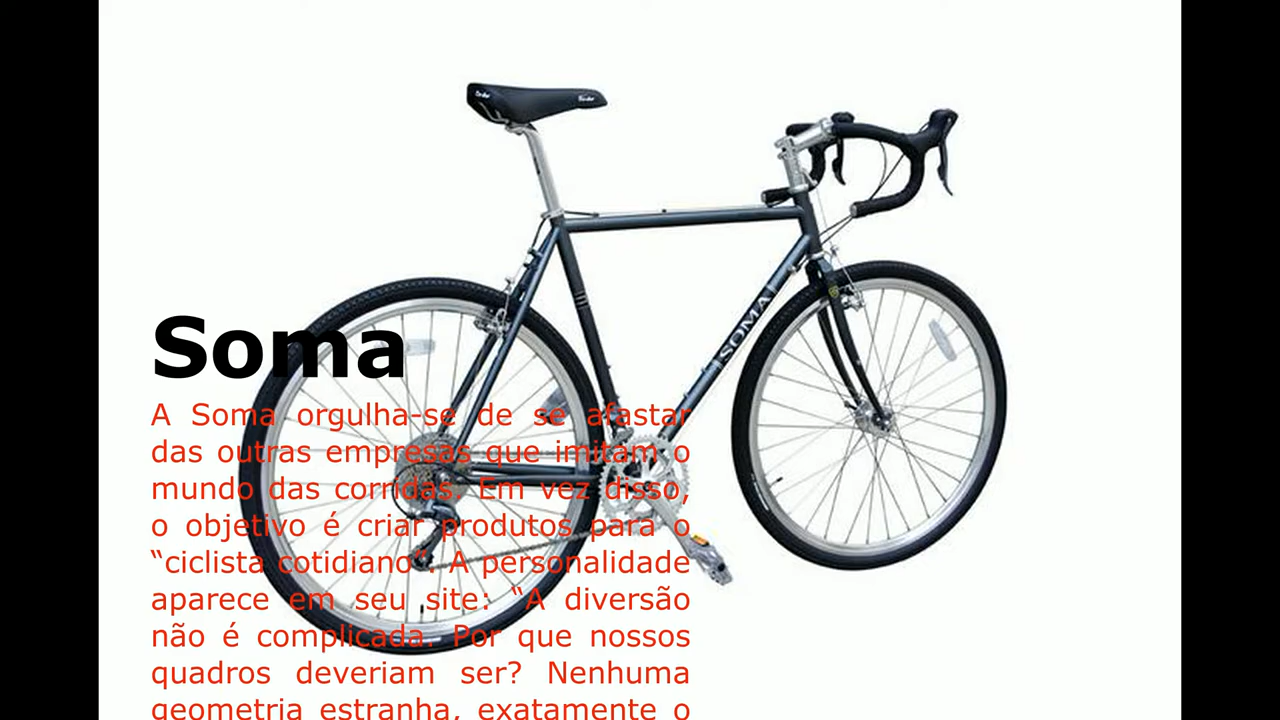 SOMA
Soma
A Soma orgulha-se de se afastar
das outras empresas que imitam o
mundo das corridas. Em vez disso,
o objetivo é criar produtos para o
“ciclista cotidiano”. A personalidade
aparece em seu site: “A diversão
não é complicada. Por que nossos
quadros deveriam ser? Nenhuma
geometria estranha, exatamente o